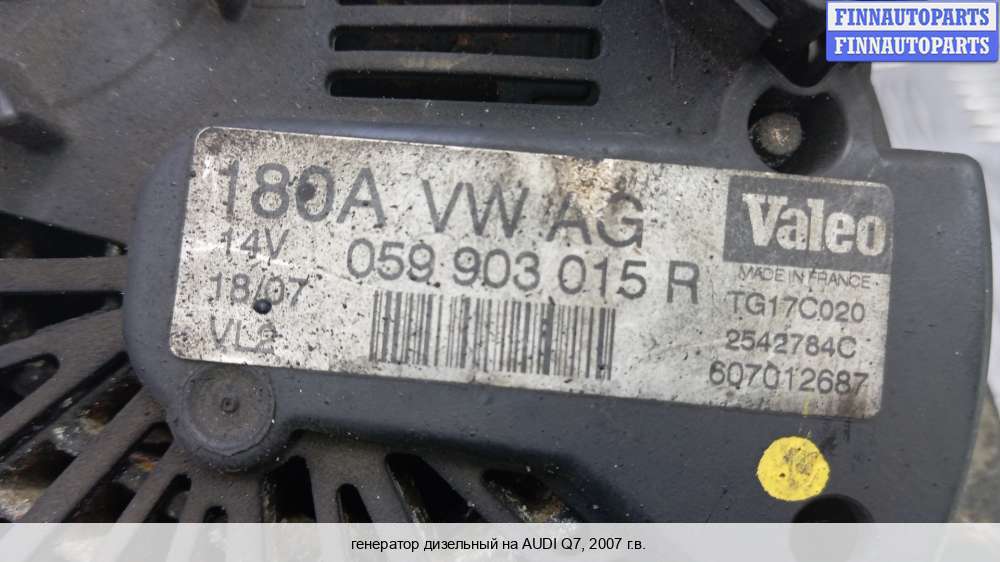 FINNAUTOPARTS
FINNAUTOPARTS
180A VW AG
14V
059 903 015 R
18/07
VL2
Valeo
MADE IN FRANCE
TG17C020
2542784C
607012687
генератор дизельный на AUDI Q7, 2007 г.в.